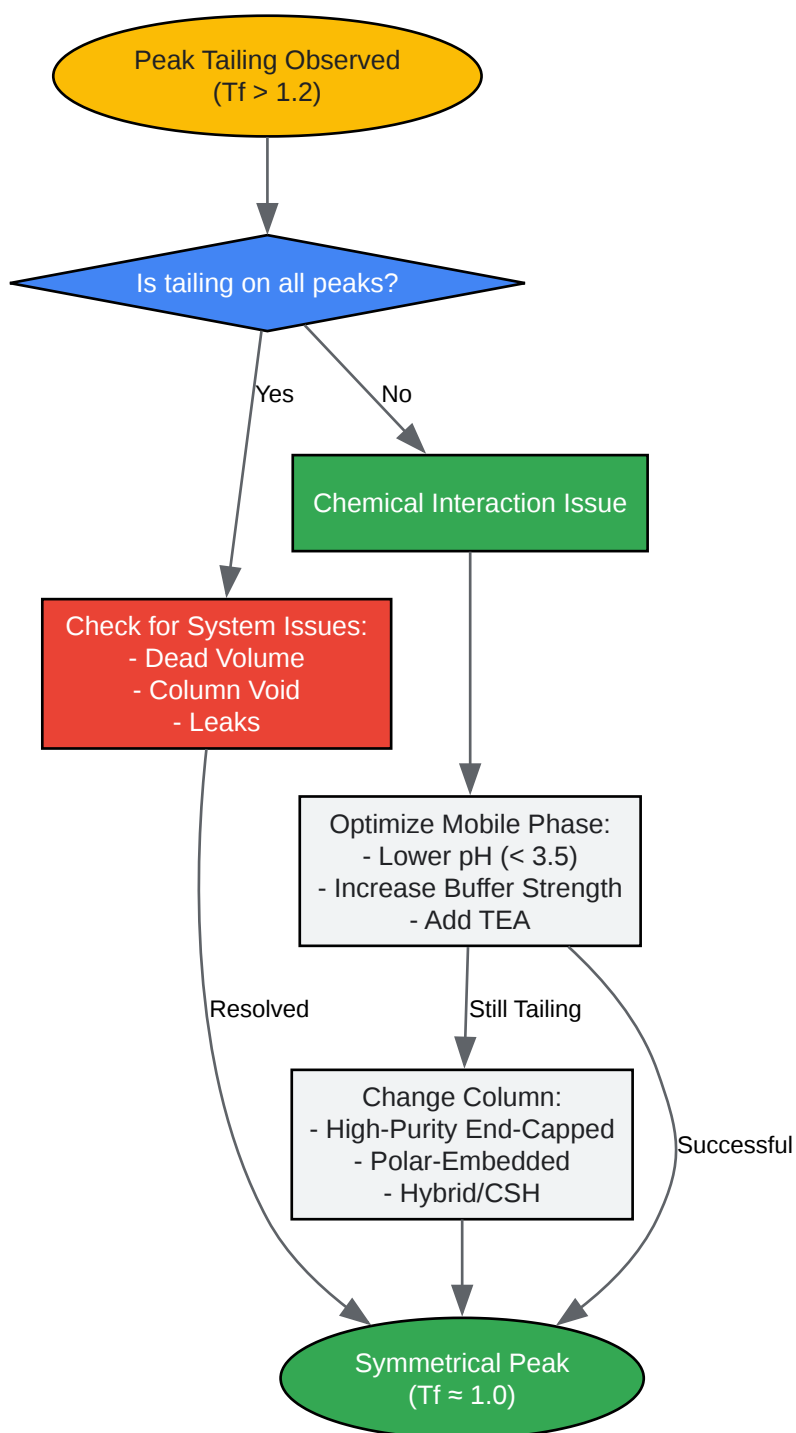 Peak Tailing Observed
(Tf > 1.2)
Is tailing on all peaks?
Yes
No
Chemical Interaction Issue
Check for System Issues:
- Dead Volume
- Column Void
- Leaks
Optimize Mobile Phase:
- Lower pH (< 3.5)
- Increase Buffer Strength
- Add TEA
Resolved
Still Tailing
Change Column:
- High-Purity End-Capped
- Polar-Embedded
- Hybrid/CSH
Successful
Symmetrical Peak
(Tf ≈ 1.0)